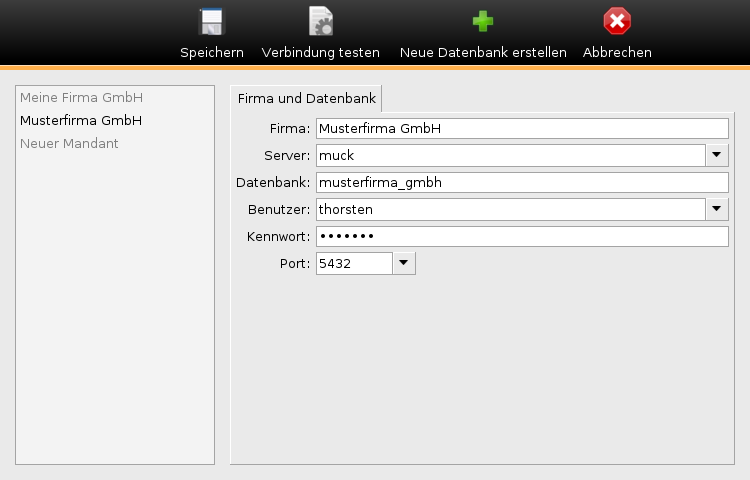 Speichern Verbindung testen Neue Datenbank erstellen Abbrechen
Meine Firma GmbH
Musterfirma GmbH
Neuer Mandant
Firma und Datenbank
Firma: Musterfirma GmbH
Server: muck
Datenbank: musterfirma_gmbh
Benutzer: thorsten
Kennwort: •••••••
Port: 5432